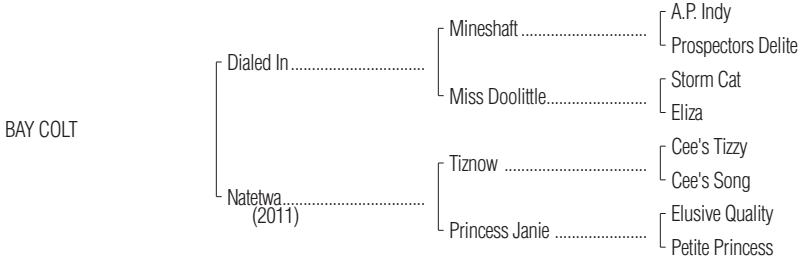 A.P. Indy
Mineshaft ..............................
Prospectors Delite
Dialed In.................................
Storm Cat
Miss Doolittle.........................
Eliza
BAY COLT
Cee's Tizzy
Tiznow ...................................
Cee's Song
Natetwa...................................
(2011)
Elusive Quality
Princess Janie .......................
Petite Princess